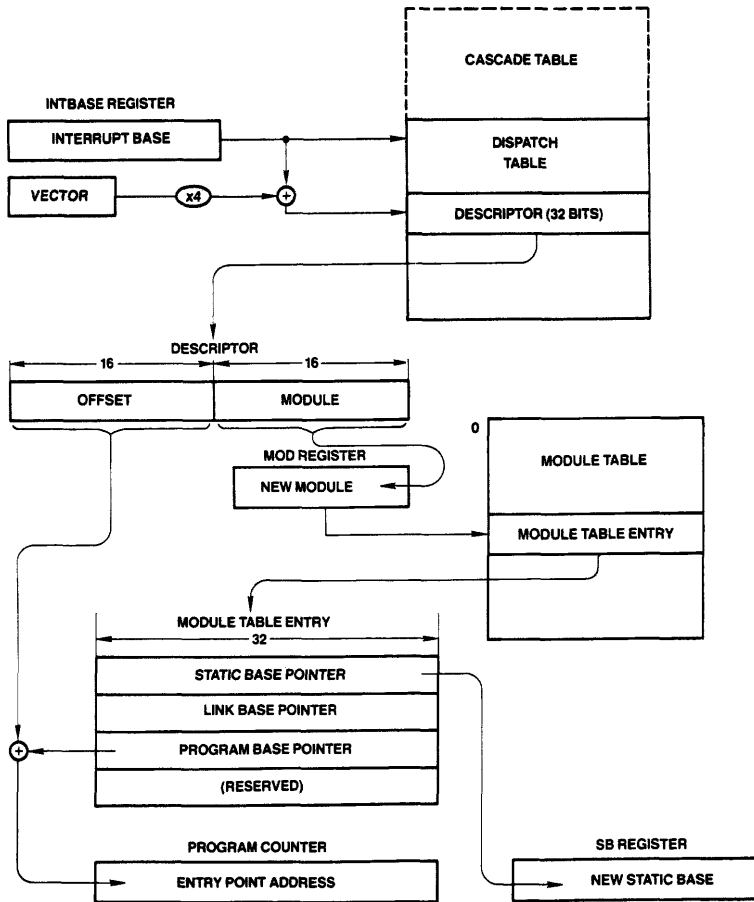 CASCADE TABLE
INTBASE REGISTER
INTERRUPT BASE
DISPATCH
TABLE
VECTOR
x4
+
DESCRIPTOR (32 BITS)
DESCRIPTOR
16
16
OFFSET
MODULE
MOD REGISTER
NEW MODULE
0
MODULE TABLE
MODULE TABLE ENTRY
MODULE TABLE ENTRY
32
STATIC BASE POINTER
LINK BASE POINTER
+
PROGRAM BASE POINTER
(RESERVED)
PROGRAM COUNTER
ENTRY POINT ADDRESS
SB REGISTER
NEW STATIC BASE